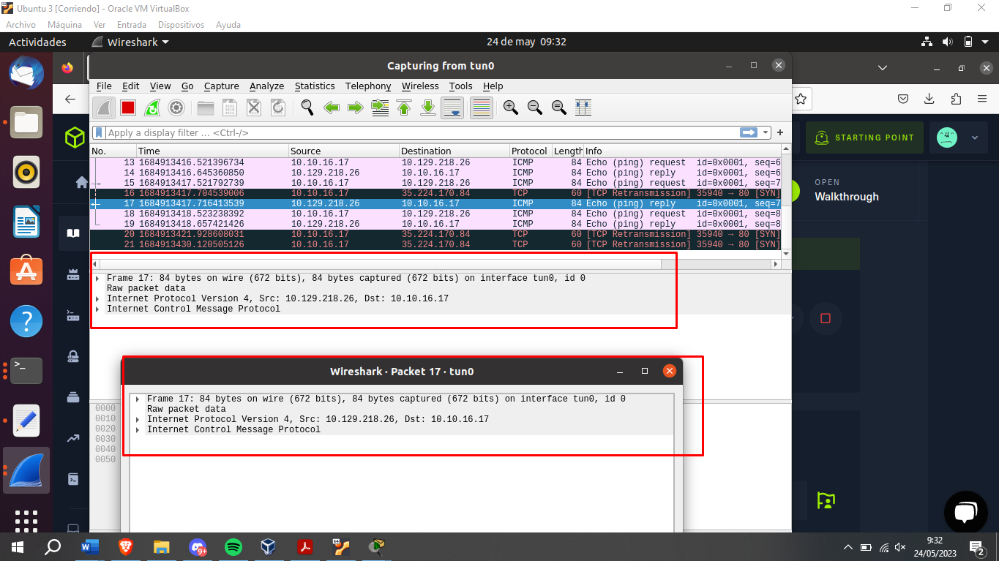 Ubuntu 3 [Corriendo] - Oracle VM VirtualBox
Archivo Máquina Ver Entrada Dispositivos Ayuda
Actividades Wireshark 24 de may 09:32
Capturing from tun0
File Edit View Go Capture Analyze Statistics Telephony Wireless Tools Help
Apply a display filter ... <Ctrl-/>
No. Time Source Destination Protocol Length Info
13 1684913416.521396734 10.10.16.17 10.129.218.26 ICMP 84 Echo (ping) request id=0x0001, seq=6
14 1684913416.645360850 10.129.218.26 10.10.16.17 ICMP 84 Echo (ping) reply id=0x0001, seq=6
15 1684913417.521792739 10.10.16.17 10.129.218.26 ICMP 84 Echo (ping) request id=0x0001, seq=7
16 1684913417.704539006 10.10.16.17 35.224.170.84 TCP 60 [TCP Retransmission] 35940 → 80 [SYN]
17 1684913417.716413539 10.129.218.26 10.10.16.17 ICMP 84 Echo (ping) reply id=0x0001, seq=7
18 1684913418.523238392 10.10.16.17 10.129.218.26 ICMP 84 Echo (ping) request id=0x0001, seq=8
19 1684913418.657421426 10.129.218.26 10.10.16.17 ICMP 84 Echo (ping) reply id=0x0001, seq=8
20 1684913421.928608031 10.10.16.17 35.224.170.84 TCP 60 [TCP Retransmission] 35940 → 80 [SYN]
21 1684913430.120505126 10.10.16.17 35.224.170.84 TCP 60 [TCP Retransmission] 35940 → 80 [SYN]
Frame 17: 84 bytes on wire (672 bits), 84 bytes captured (672 bits) on interface tun0, id 0
Raw packet data
Internet Protocol Version 4, Src: 10.129.218.26, Dst: 10.10.16.17
Internet Control Message Protocol
0000
0010
0020
0030
0040
0050
Wireshark · Packet 17 · tun0
Frame 17: 84 bytes on wire (672 bits), 84 bytes captured (672 bits) on interface tun0, id 0
Raw packet data
Internet Protocol Version 4, Src: 10.129.218.26, Dst: 10.10.16.17
Internet Control Message Protocol
STARTING POINT
OPEN
Walkthrough
9+
64
9:32
24/05/2023
2